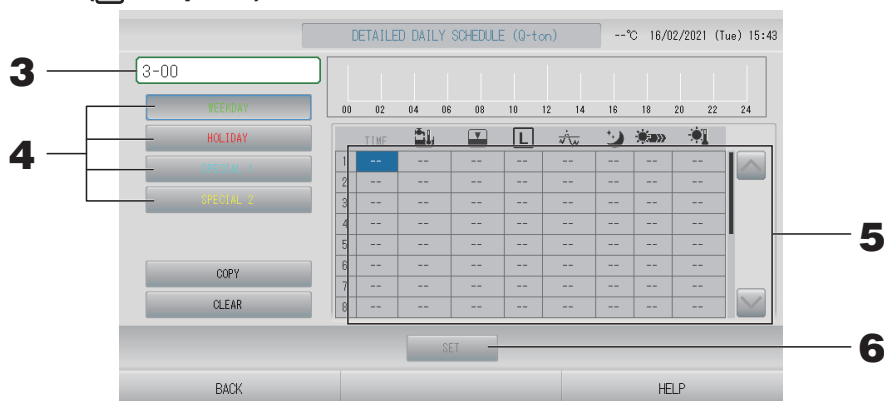 DETAILED DAILY SCHEDULE (Q-ton) --℃ 16/02/2021 (Tue) 15:43
3
3-00
00 02 04 06 08 10 12 14 16 18 20 22 24
4
WEEKDAY
HOLIDAY
SPECIAL 1
SPECIAL 2
TIME L
1 -- -- -- -- -- -- -- --
2 -- -- -- -- -- -- -- --
3 -- -- -- -- -- -- -- --
4 -- -- -- -- -- -- -- --
5 -- -- -- -- -- -- -- --
6 -- -- -- -- -- -- -- --
7 -- -- -- -- -- -- -- --
8 -- -- -- -- -- -- -- --
5
COPY
CLEAR
SET
6
BACK HELP